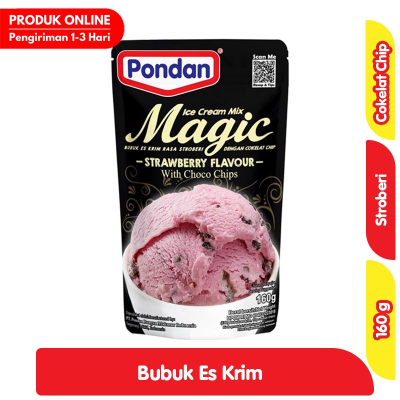 PRODUK ONLINE
Pengiriman 1-3 Hari
Pondan
Scan Me
Ice Cream Mix
Magic
BUBUK ES KRIM RASA STROBERI DENGAN COKELAT CHIP
STRAWBERRY FLAVOUR
With Choco Chips
160g
Cokelat Chip
Stroberi
160 g
Bubuk Es Krim